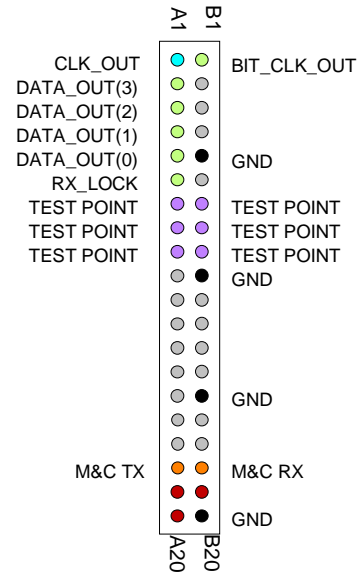 A1 B1
CLK_OUT BIT_CLK_OUT
DATA_OUT(3)
DATA_OUT(2)
DATA_OUT(1)
DATA_OUT(0) GND
RX_LOCK
TEST POINT TEST POINT
TEST POINT TEST POINT
TEST POINT TEST POINT
GND
GND
M&C TX M&C RX
GND
A20 B20